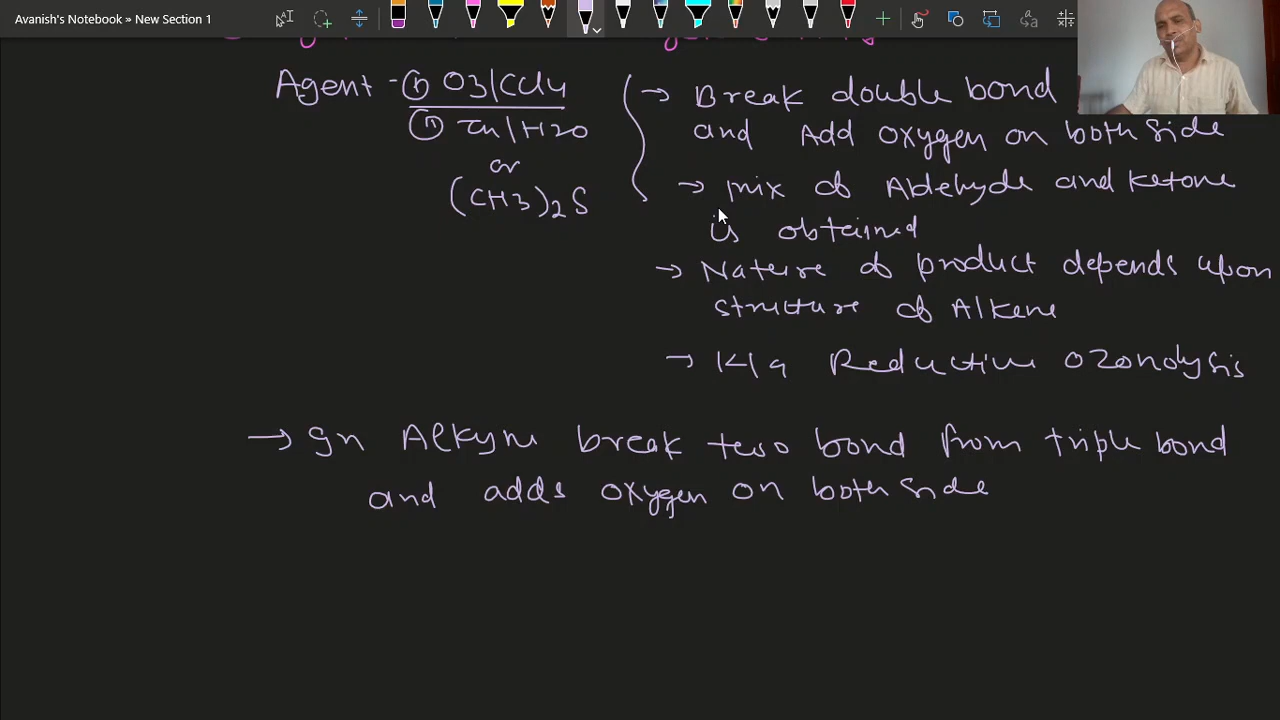 Avanish's Notebook » New Section 1
Agent - (i) O3/CCl4
(ii) Zn/H2O
or
(CH3)2S
→ Break double bond
and Add oxygen on both side
→ mix of Aldehyde and ketone
is obtained
→ Nature of product depends upon
structure of Alkene
→ K/a Reductive Ozonolysis
→ In Alkyne break two bond from triple bond
and adds oxygen on both side